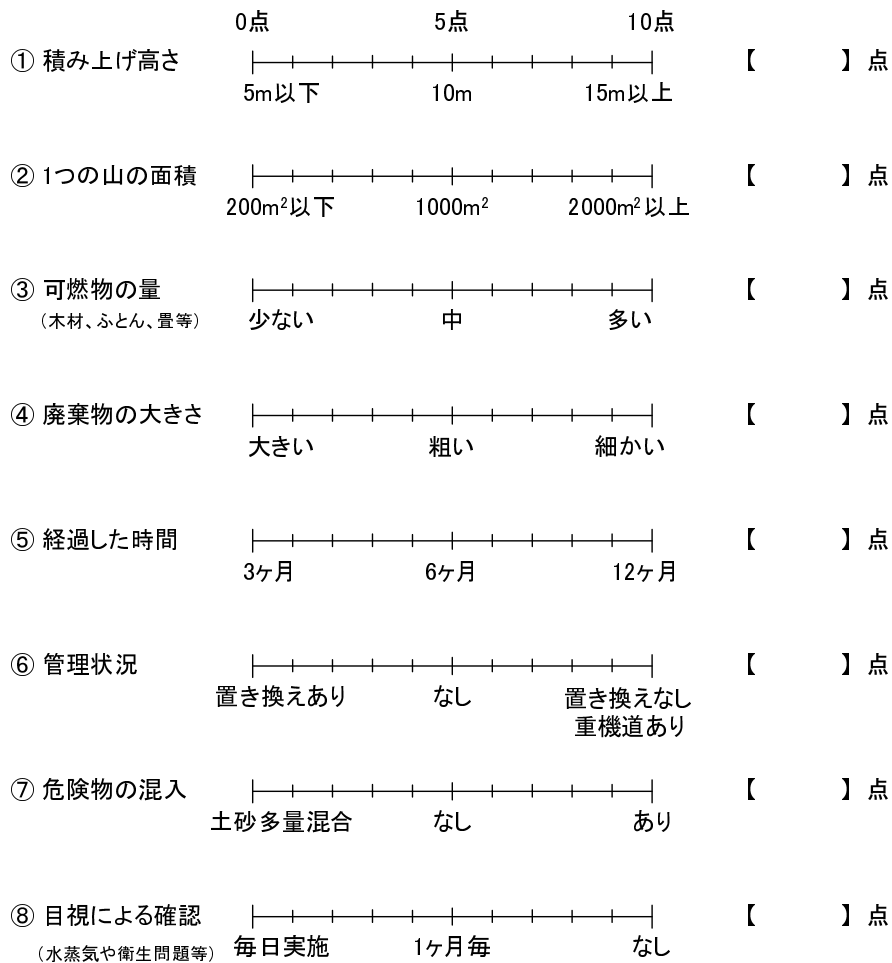 0点 5点 10点
① 積み上げ高さ 【 】 点
5m以下 10m 15m以上
② 1つの山の面積 【 】 点
200m²以下 1000m² 2000m²以上
③ 可燃物の量 【 】 点
（木材、ふとん、畳等） 少ない 中 多い
④ 廃棄物の大きさ 【 】 点
大きい 粗い 細かい
⑤ 経過した時間 【 】 点
3ヶ月 6ヶ月 12ヶ月
⑥ 管理状況 【 】 点
置き換えあり なし 置き換えなし
重機道あり
⑦ 危険物の混入 【 】 点
土砂多量混合 なし あり
⑧ 目視による確認 【 】 点
（水蒸気や衛生問題等） 毎日実施 1ヶ月毎 なし